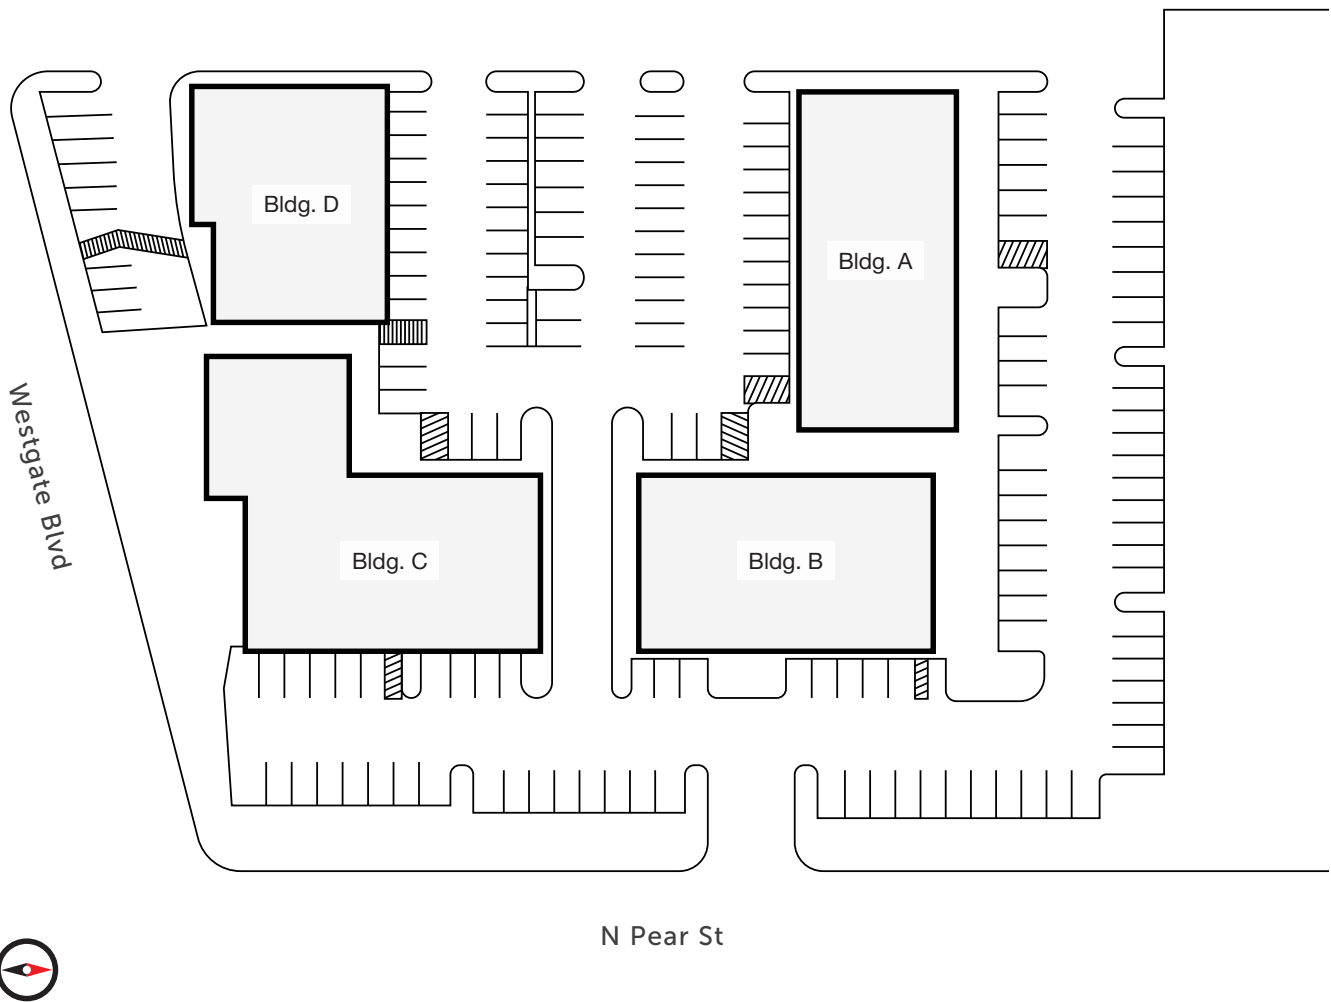 Bldg. D
Bldg. A
Westgate Blvd
Bldg. C
Bldg. B
N Pear St